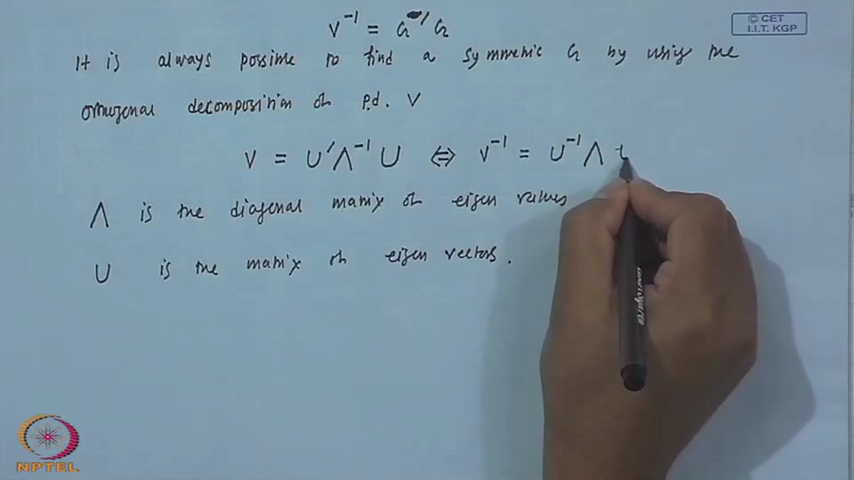 V⁻¹ = G′G
© CET
I.I.T. KGP
It is always possible to find a symmetric G by using the
orthogonal decomposition of p.d. V
V = U′Λ⁻¹U ⇔ V⁻¹ = U⁻¹Λ
Λ is the diagonal matrix of eigen values
U is the matrix of eigen vectors.
NPTEL